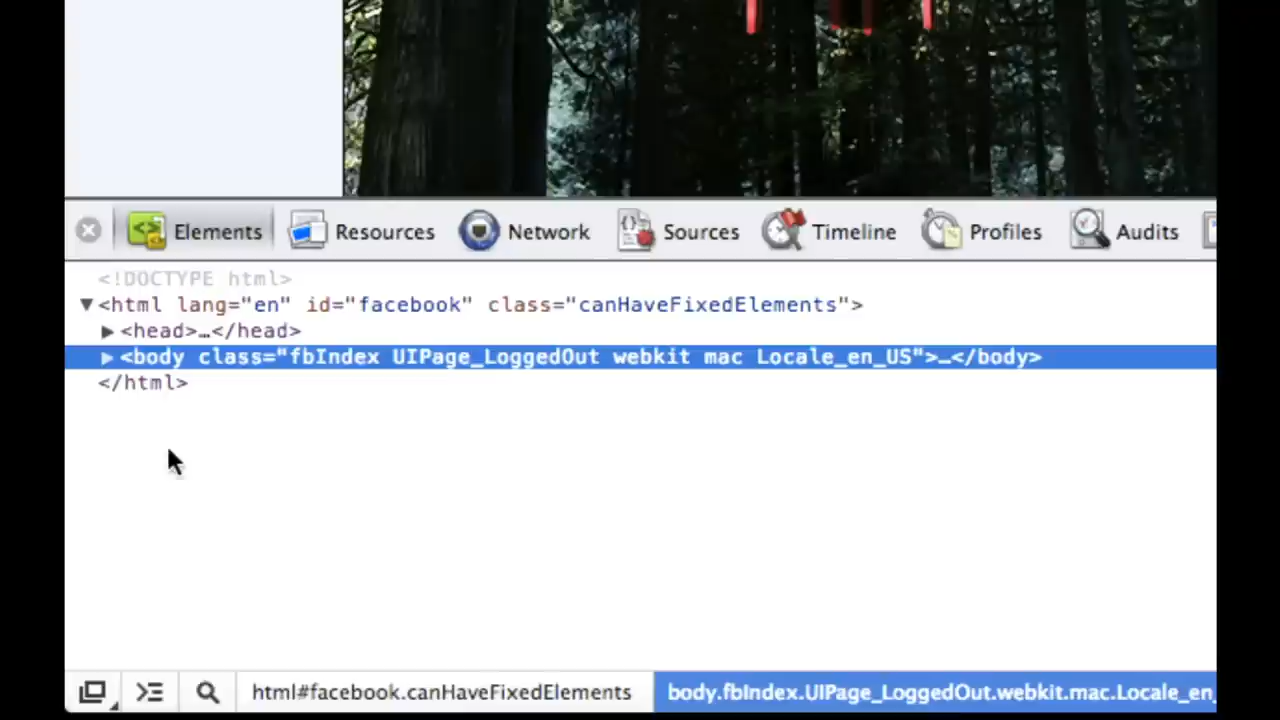 Elements Resources Network Sources Timeline Profiles Audits
<!DOCTYPE html>
▼<html lang="en" id="facebook" class="canHaveFixedElements">
▶<head>…</head>
▶<body class="fbIndex UIPage_LoggedOut webkit mac Locale_en_US">…</body>
</html>
html#facebook.canHaveFixedElements body.fbIndex.UIPage_LoggedOut.webkit.mac.Locale_en_